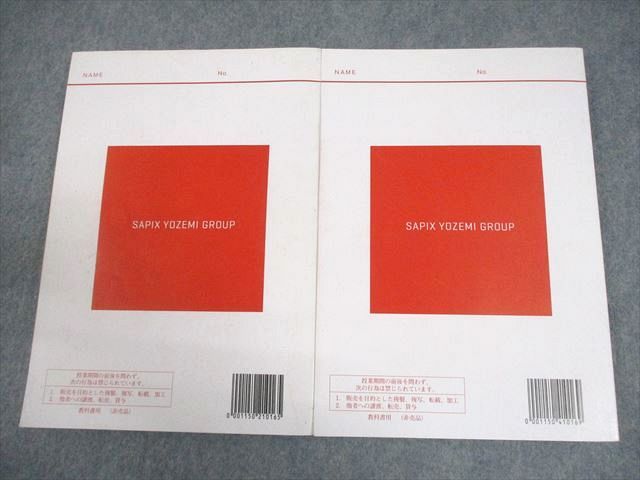 NAME No.
SAPIX YOZEMI GROUP
授業期間の前後を問わず、
次の行為は禁じられています。
1. 販売を目的とした複製、複写、転載、加工
2. 他者への譲渡、転売、貸与
教科書用 (非売品)
0 001150 210165
NAME No.
SAPIX YOZEMI GROUP
授業期間の前後を問わず、
次の行為は禁じられています。
1. 販売を目的とした複製、複写、転載、加工
2. 他者への譲渡、転売、貸与
教科書用 (非売品)
0 001150 410169